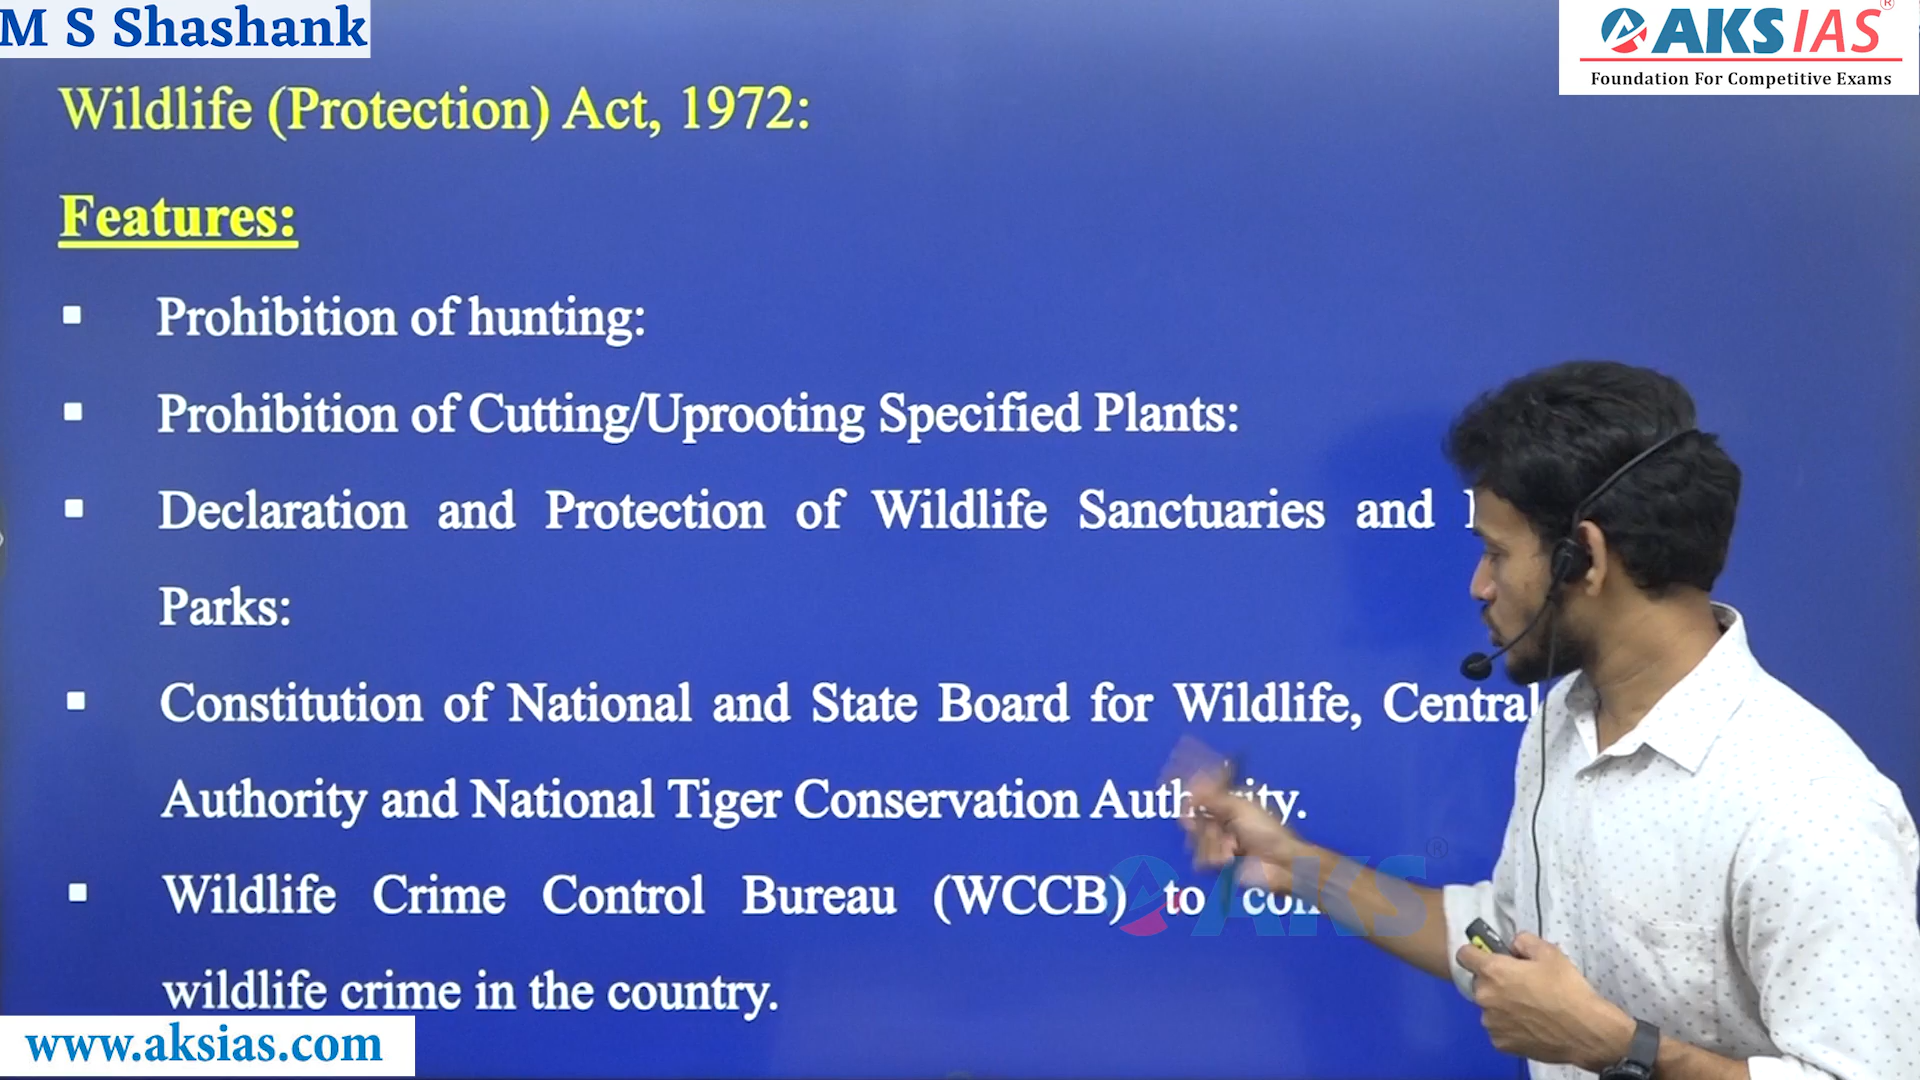 M S Shashank
AKS IAS ®
Foundation For Competitive Exams
Wildlife (Protection) Act, 1972:
Features:
▪ Prohibition of hunting:
▪ Prohibition of Cutting/Uprooting Specified Plants:
▪ Declaration and Protection of Wildlife Sanctuaries and
Parks:
▪ Constitution of National and State Board for Wildlife, Central
Authority and National Tiger Conservation Authority.
▪ Wildlife Crime Control Bureau (WCCB) to
wildlife crime in the country.
AKS ®
www.aksias.com